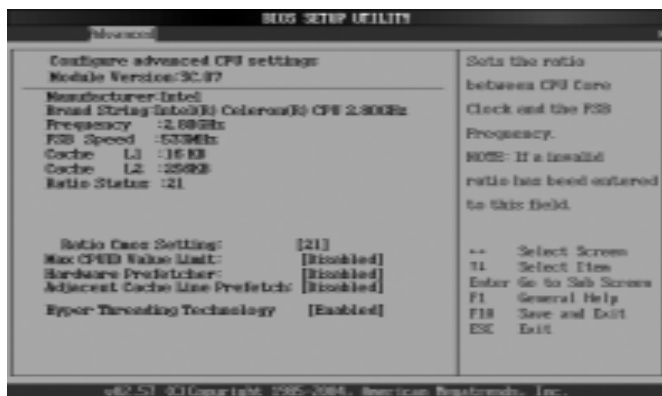 BIOS SETUP UTILITY
Advanced
Configure advanced CPU settings
Module Version:3C.07
Manufacturer:Intel
Brand String:Intel(R) Celeron(R) CPU 2.80GHz
Frequency :2.80GHz
FSB Speed :533MHz
Cache L1 :16 KB
Cache L2 :256KB
Ratio Status :21
Ratio Cmos Setting: [21]
Max CPUID Value Limit: [Disabled]
Hardware Prefetcher: [Disabled]
Adjacent Cache Line Prefetch: [Disabled]
Hyper Threading Technology [Enabled]
Sets the ratio
between CPU Core
Clock and the FSB
Frequency.
NOTE: If a invalid
ratio has beed entered
to this field.
↔ Select Screen
↑↓ Select Item
Enter Go to Sub Screen
F1 General Help
F10 Save and Exit
ESC Exit
v02.57 (C)Copyright 1985-2004, American Megatrends, Inc.